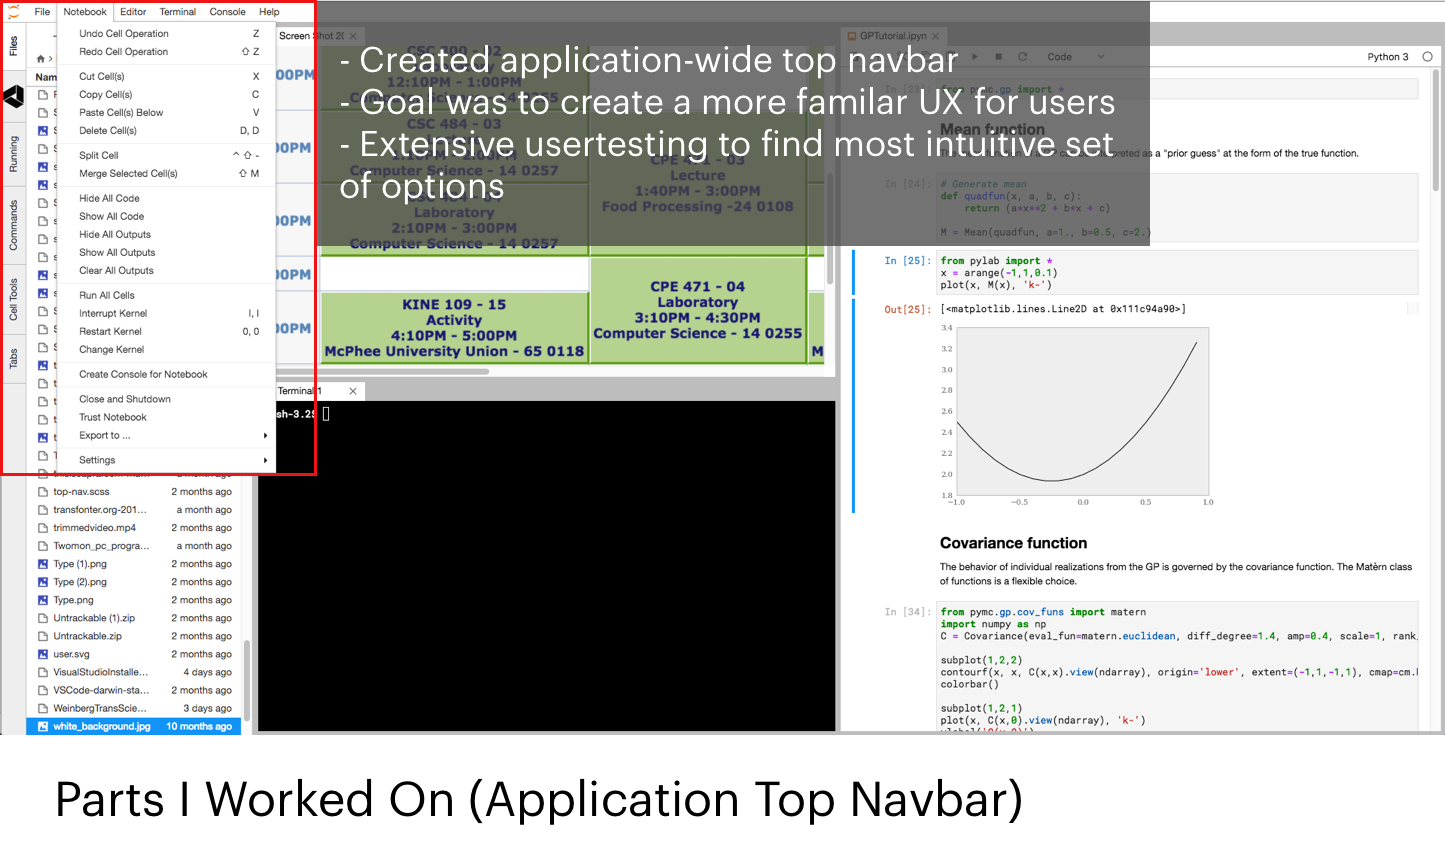 File Notebook Editor Terminal Console Help
Files
Running
Commands
Cell Tools
Tabs
Undo Cell Operation Z
Redo Cell Operation ⇧ Z
Cut Cell(s) X
Copy Cell(s) C
Paste Cell(s) Below V
Delete Cell(s) D, D
Split Cell ^ ⇧ -
Merge Selected Cell(s) ⇧ M
Hide All Code
Show All Code
Hide All Outputs
Show All Outputs
Clear All Outputs
Run All Cells
Interrupt Kernel I, I
Restart Kernel 0, 0
Change Kernel
Create Console for Notebook
Close and Shutdown
Trust Notebook
Export to ...
Settings
top-nav.scss 2 months ago
transfonter.org-201... a month ago
trimmedvideo.mp4 2 months ago
Twomon_pc_progra... a month ago
Type (1).png 2 months ago
Type (2).png 2 months ago
Type.png 2 months ago
Untrackable (1).zip 2 months ago
Untrackable.zip 2 months ago
user.svg 2 months ago
VisualStudioInstalle... 4 days ago
VSCode-darwin-sta... 2 months ago
WeinbergTransScie... 3 days ago
white_background.jpg 10 months ago
- Created application-wide top navbar
- Goal was to create a more familar UX for users
- Extensive usertesting to find most intuitive set
of options
12:10PM - 1:00PM
CSC 484 - 03
Computer Science - 14 0257
Laboratory
2:10PM - 3:00PM
Computer Science - 14 0257
Lecture
1:40PM - 3:00PM
Food Processing -24 0108
KINE 109 - 15
Activity
4:10PM - 5:00PM
McPhee University Union - 65 0118
CPE 471 - 04
Laboratory
3:10PM - 4:30PM
Computer Science - 14 0255
Terminal 1
GPTutorial.ipyn
Code
Python 3
from pymc.gp import *
Mean function
as a "prior guess" at the form of the true function.
In [24]:
# Generate mean
def quadfun(x, a, b, c):
return (a*x**2 + b*x + c)
M = Mean(quadfun, a=1., b=0.5, c=2.)
In [25]:
from pylab import *
x = arange(-1,1,0.1)
plot(x, M(x), 'k-')
Out[25]: [<matplotlib.lines.Line2D at 0x111c94a90>]
3.4
3.2
3.0
2.8
2.6
2.4
2.2
2.0
1.8
−1.0 −0.5 0.0 0.5 1.0
Covariance function
The behavior of individual realizations from the GP is governed by the covariance function. The Matèrn class
of functions is a flexible choice.
In [34]:
from pymc.gp.cov_funs import matern
import numpy as np
C = Covariance(eval_fun=matern.euclidean, diff_degree=1.4, amp=0.4, scale=1, rank
subplot(1,2,2)
contourf(x, x, C(x,x).view(ndarray), origin='lower', extent=(-1,1,-1,1), cmap=cm.
colorbar()
subplot(1,2,1)
plot(x, C(x,0).view(ndarray), 'k-')
Parts I Worked On (Application Top Navbar)